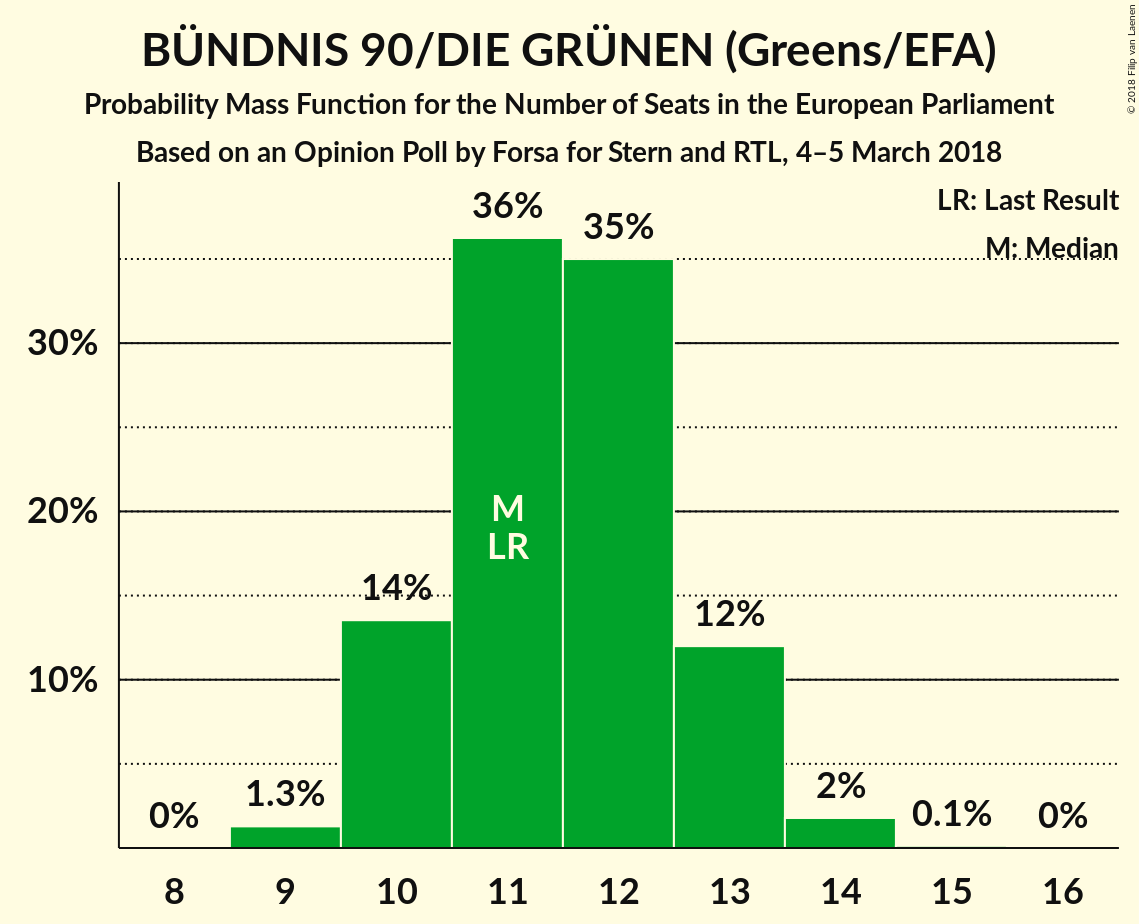 BÜNDNIS 90/DIE GRÜNEN (Greens/EFA)
Probability Mass Function for the Number of Seats in the European Parliament
Based on an Opinion Poll by Forsa for Stern and RTL, 4–5 March 2018
© 2018 Filip van Laenen
LR: Last Result
M: Median
36%
35%
30%
20%
M
LR
14%
12%
10%
1.3%
2%
0%
0.1%
0%
8 9 10 11 12 13 14 15 16